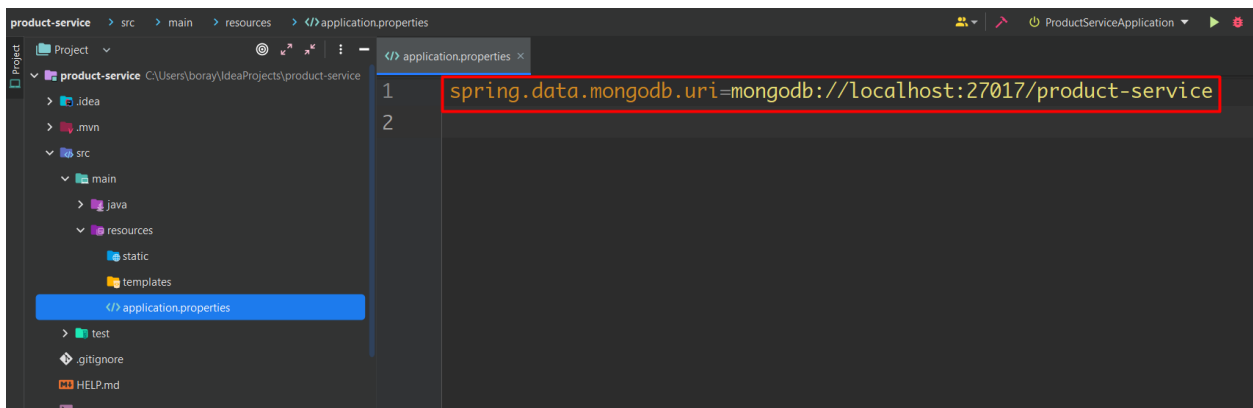 product-service > src > main > resources > </> application.properties
ProductServiceApplication
Project
Project
</> application.properties ×
product-service C:\Users\boray\IdeaProjects\product-service
.idea
.mvn
src
main
java
resources
static
templates
</> application.properties
test
.gitignore
HELP.md
1 spring.data.mongodb.uri=mongodb://localhost:27017/product-service
2